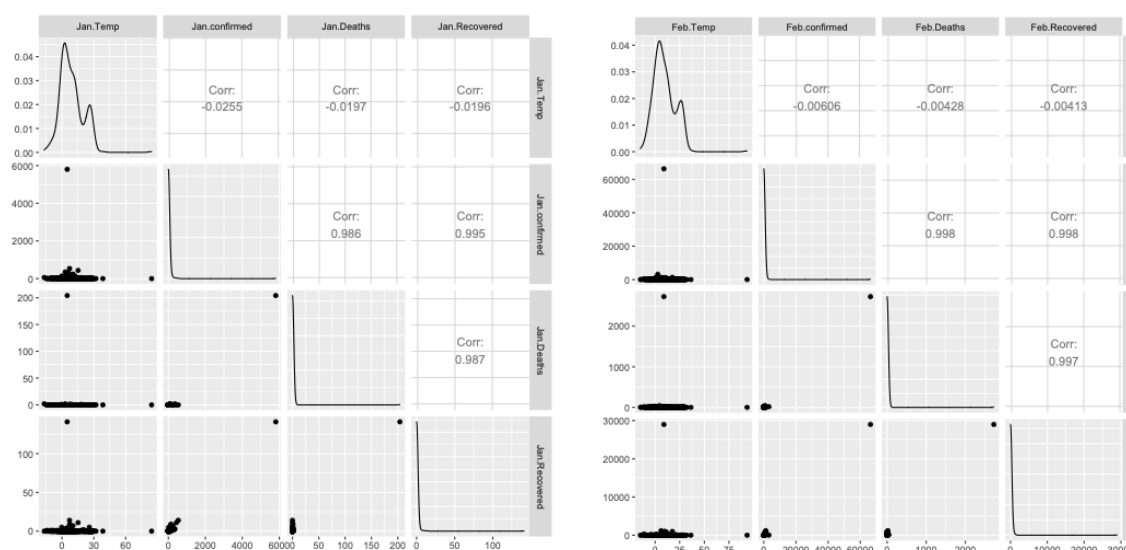 Jan.Temp Jan.confirmed Jan.Deaths Jan.Recovered
0.04
0.03
0.02
0.01
0.00
Corr:
-0.0255
Corr:
-0.0197
Corr:
-0.0196
Jan.Temp
6000
4000
2000
0
Corr:
0.986
Corr:
0.995
Jan.confirmed
200
150
100
50
0
Corr:
0.987
Jan.Deaths
150
100
50
0
Jan.Recovered
0 30 60
0 2000 4000 6000
0 50 100 150 200
0 50 100
Feb.Temp Feb.confirmed Feb.Deaths Feb.Recovered
0.04
0.03
0.02
0.01
0.00
Corr:
-0.00606
Corr:
-0.00428
Corr:
-0.00413
60000
40000
20000
0
Corr:
0.998
Corr:
0.998
2000
1000
0
Corr:
0.997
30000
20000
10000
0
0 25 50 75
0 20000 40000 60000
0 1000 2000
0 10000 20000